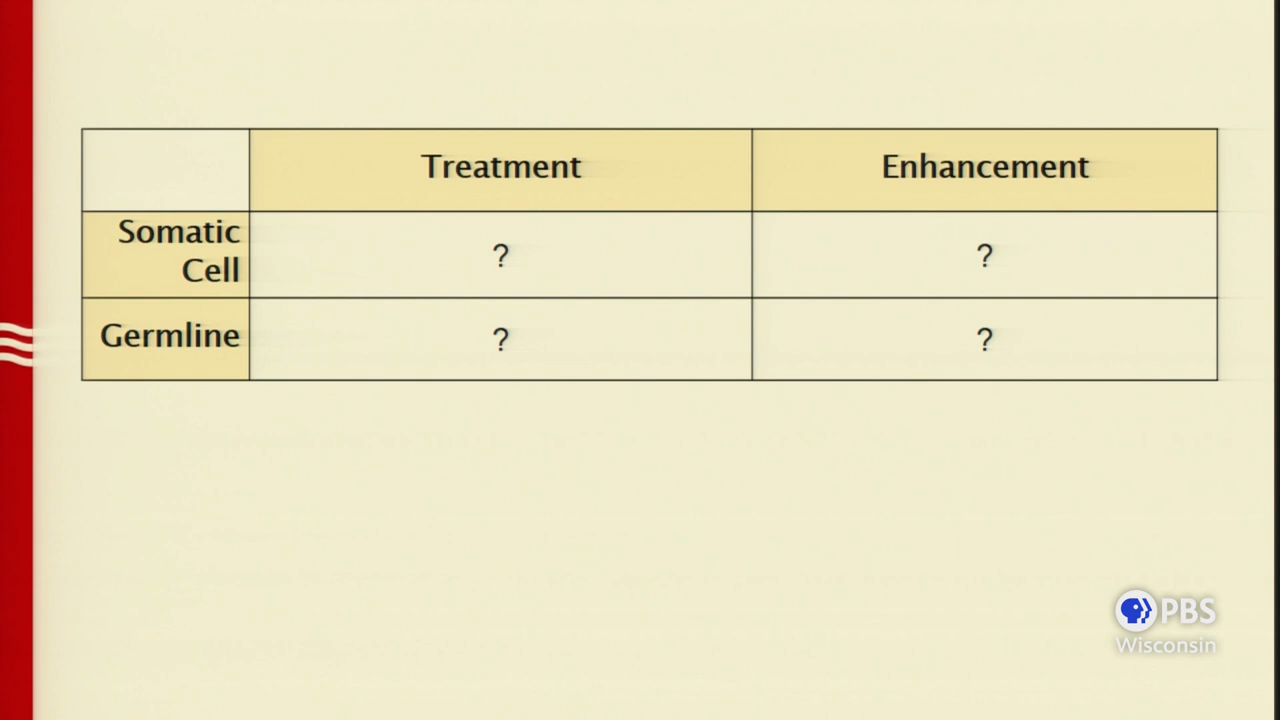 Treatment Enhancement
Somatic
Cell
? ?
Germline ? ?
PBS
Wisconsin